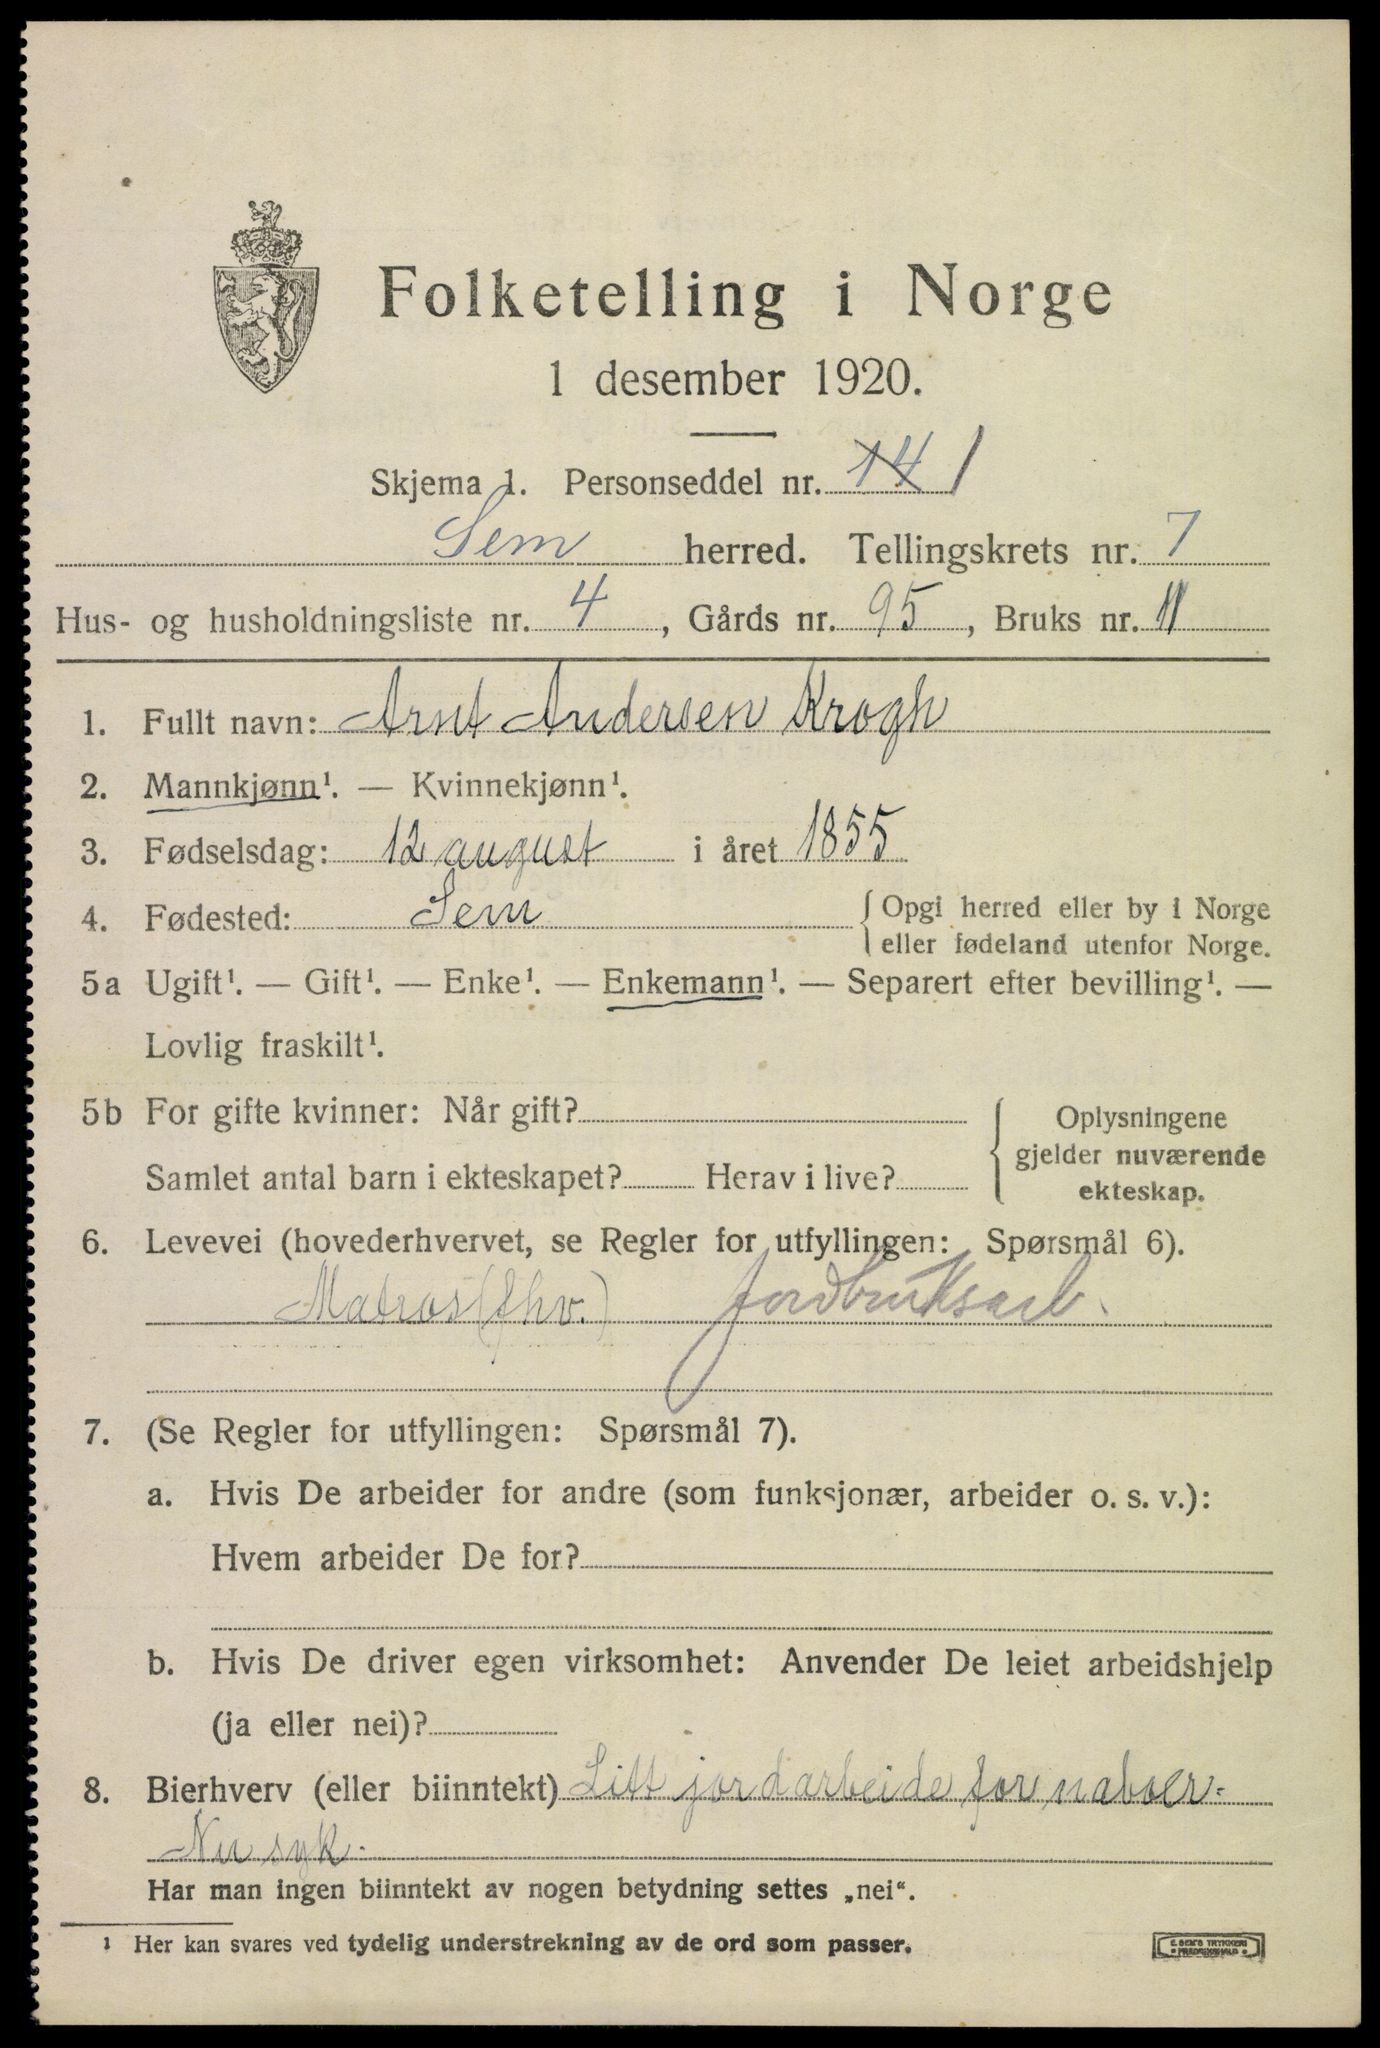 Folketelling i Norge
1 desember 1920.
Skjema 1. Personseddel nr. 14 1
Sem herred. Tellingskrets nr. 7
Hus- og husholdningsliste nr. 4, Gårds nr. 95, Bruks nr. 11
1. Fullt navn: Arnt Andersen Krogh
2. Mannkjønn¹. — Kvinnekjønn¹.
3. Fødselsdag: 12 august i året 1855
4. Fødested: Sem { Opgi herred eller by i Norge
eller fødeland utenfor Norge.
5a Ugift¹. — Gift¹. — Enke¹. — Enkemann¹. — Separert efter bevilling¹. —
Lovlig fraskilt¹.
5b For gifte kvinner: Når gift? { Oplysningene
gjelder nuværende
Samlet antal barn i ekteskapet? Herav i live? ekteskap.
6. Levevei (hovederhvervet, se Regler for utfyllingen: Spørsmål 6).
Matros (fhv.) jordbruksarb.
7. (Se Regler for utfyllingen: Spørsmål 7).
a. Hvis De arbeider for andre (som funksjonær, arbeider o. s. v.):
Hvem arbeider De for?
b. Hvis De driver egen virksomhet: Anvender De leiet arbeidshjelp
(ja eller nei)?
8. Bierhverv (eller biinntekt) Litt jordarbeide for naboer.
Nu syk.
Har man ingen biinntekt av nogen betydning settes „nei“.
¹ Her kan svares ved tydelig understrekning av de ord som passer.
E. SEM'S TRYKKERI
• FREDRIKSHALD •